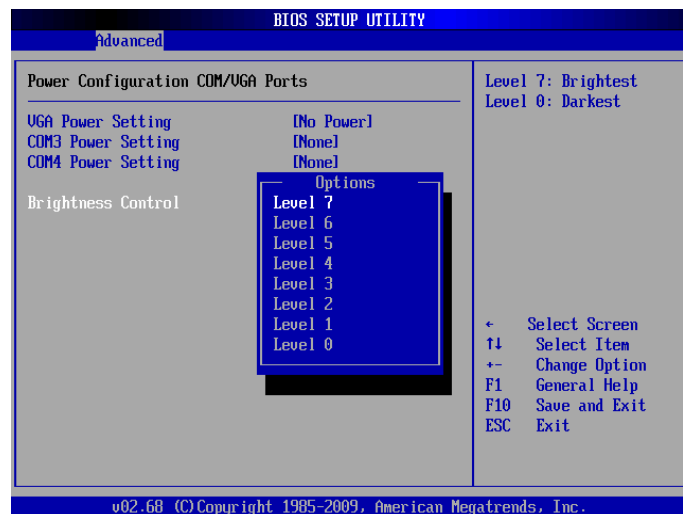 BIOS SETUP UTILITY
Advanced
Power Configuration COM/VGA Ports
VGA Power Setting [No Power]
COM3 Power Setting [None]
COM4 Power Setting [None]
Brightness Control
Options
Level 7
Level 6
Level 5
Level 4
Level 3
Level 2
Level 1
Level 0
Level 7: Brightest
Level 0: Darkest
← Select Screen
↑↓ Select Item
+- Change Option
F1 General Help
F10 Save and Exit
ESC Exit
v02.68 (C)Copyright 1985-2009, American Megatrends, Inc.